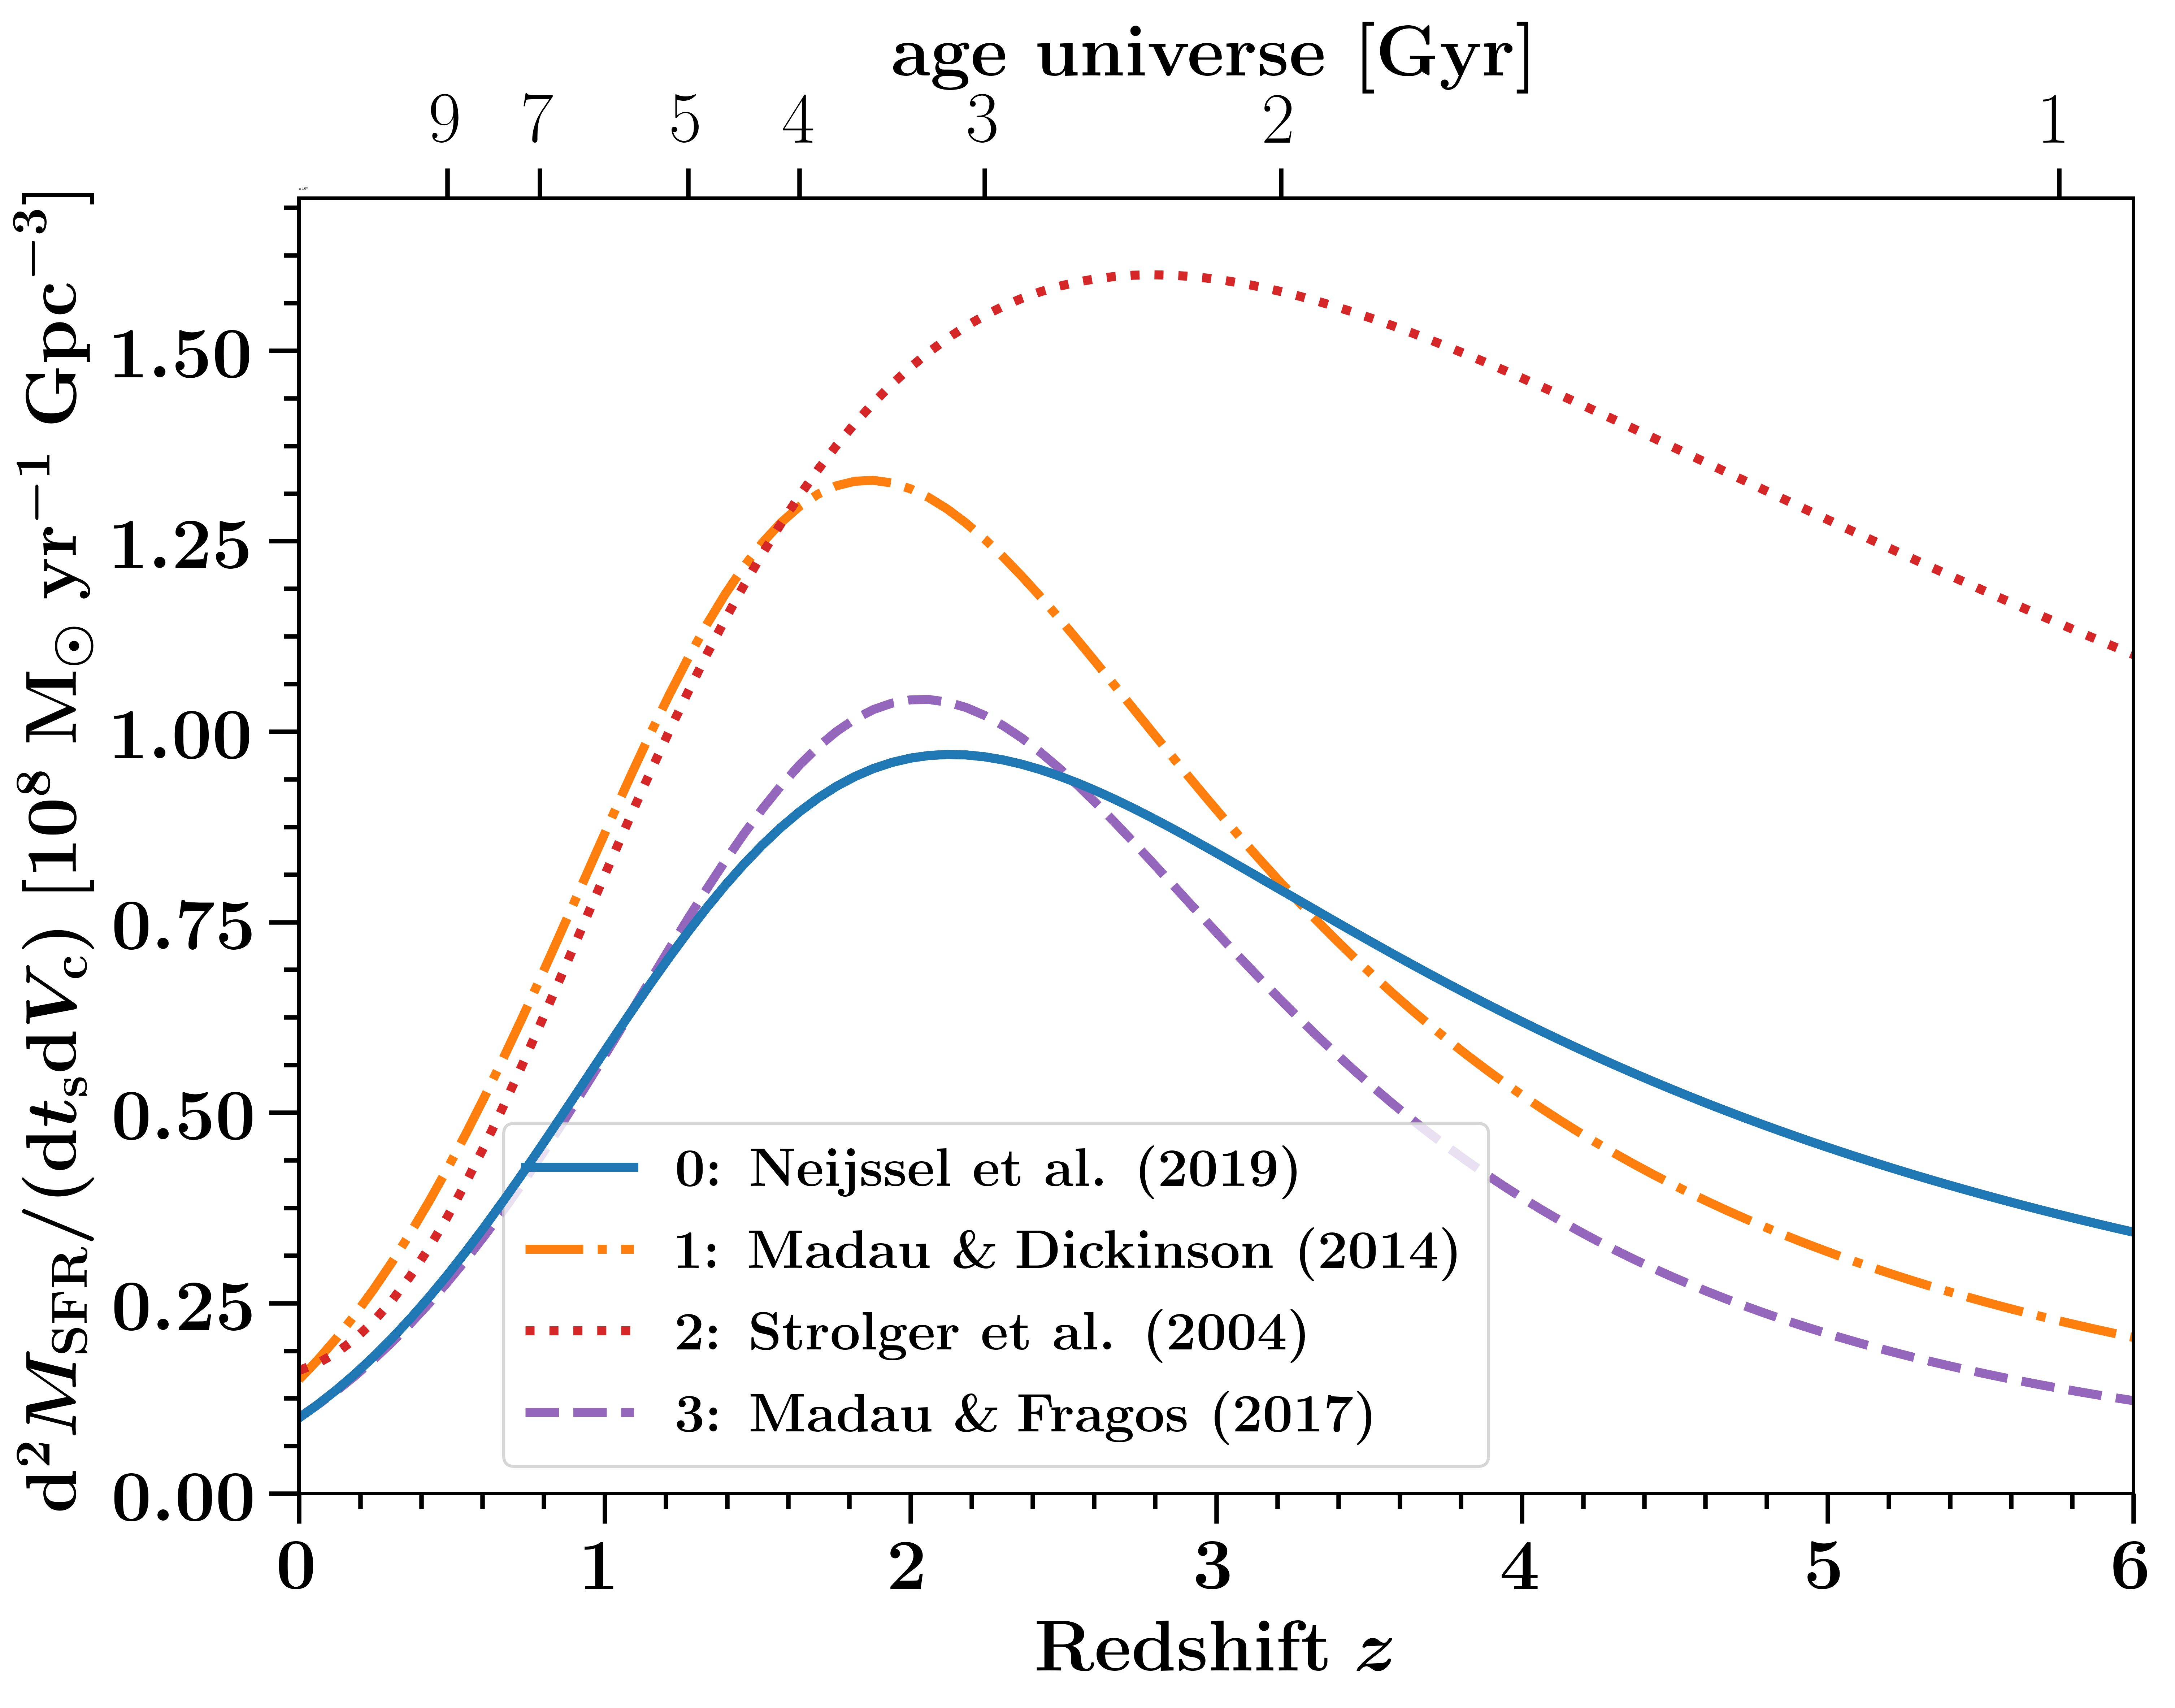 age universe [Gyr]
9 7 5 4 3 2 1
d²M_SFR/(dt_s dV_c) [10⁸ M_⊙ yr⁻¹ Gpc⁻³]
1.50
1.25
1.00
0.75
0.50
0.25
0.00
0: Neijssel et al. (2019)
1: Madau & Dickinson (2014)
2: Strolger et al. (2004)
3: Madau & Fragos (2017)
0 1 2 3 4 5 6
Redshift z